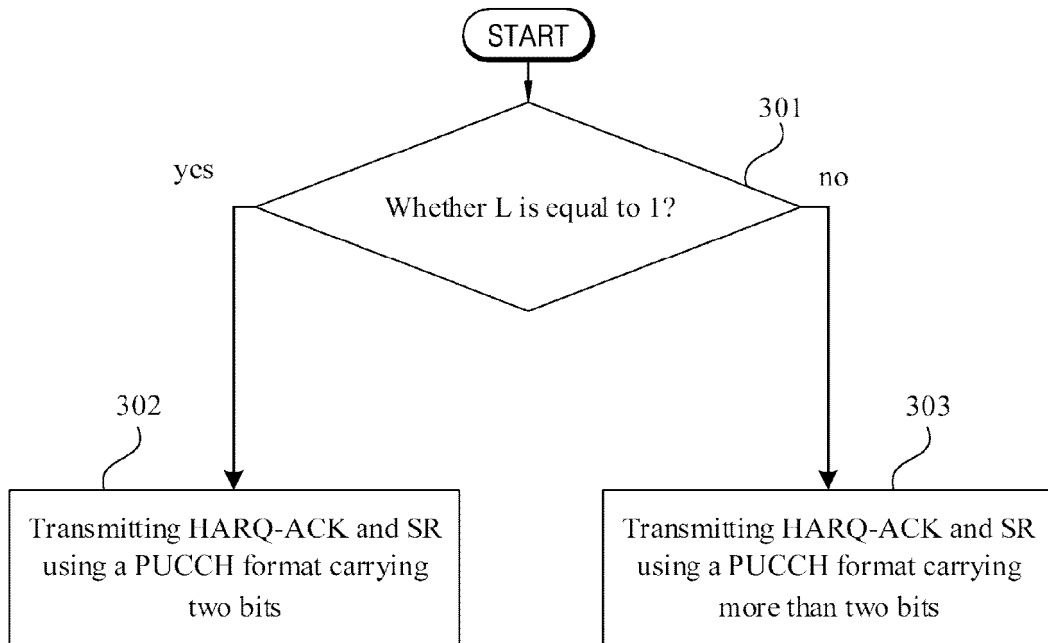 START
301
yes
no
Whether L is equal to 1?
302
303
Transmitting HARQ-ACK and SR
using a PUCCH format carrying
two bits
Transmitting HARQ-ACK and SR
using a PUCCH format carrying
more than two bits